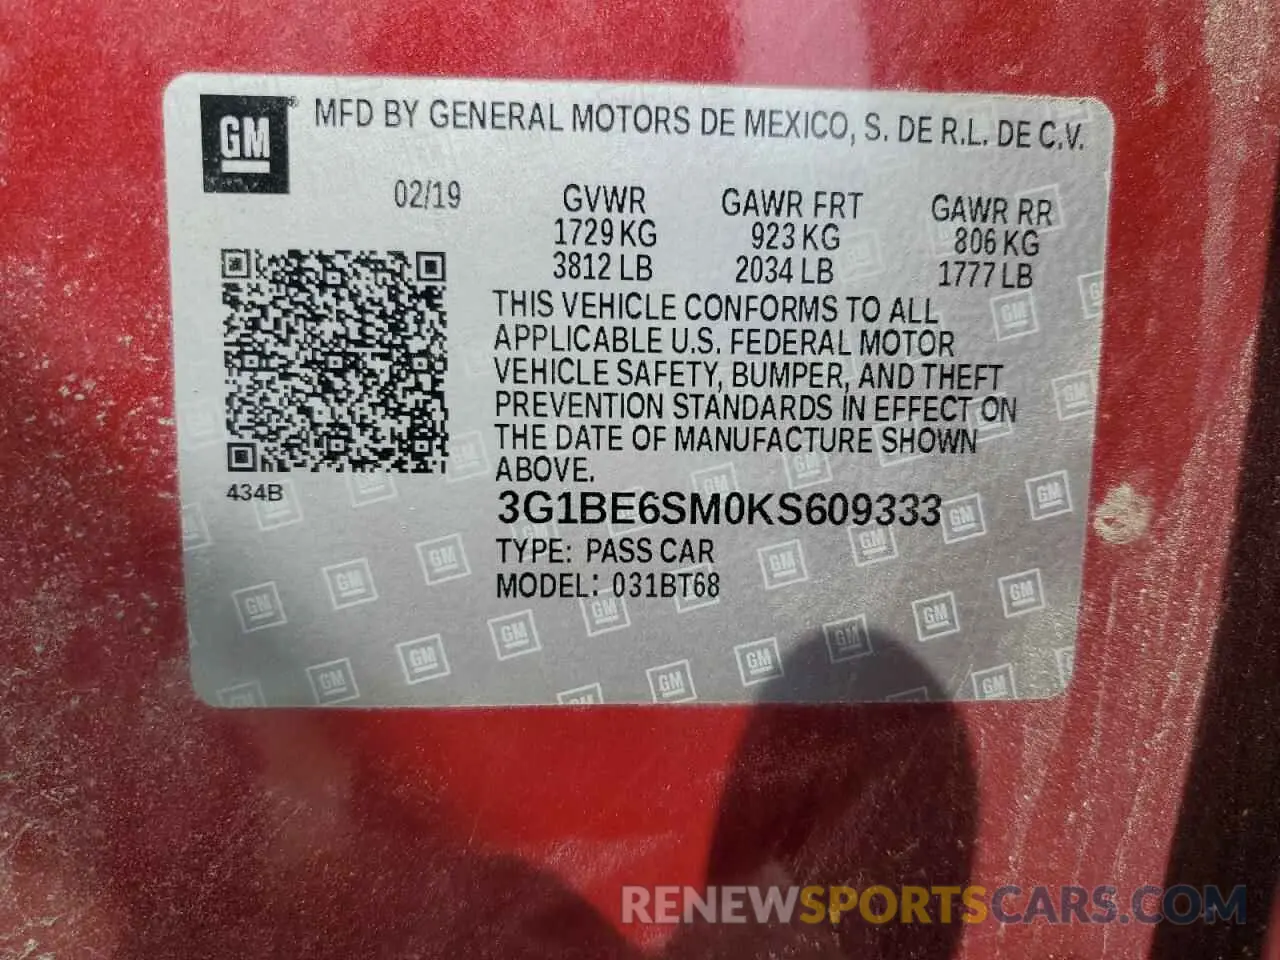 GM MFD BY GENERAL MOTORS DE MEXICO, S. DE R.L. DE C.V.
02/19 GVWR GAWR FRT GAWR RR
1729 KG 923 KG 806 KG
3812 LB 2034 LB 1777 LB
THIS VEHICLE CONFORMS TO ALL
APPLICABLE U.S. FEDERAL MOTOR
VEHICLE SAFETY, BUMPER, AND THEFT
PREVENTION STANDARDS IN EFFECT ON
THE DATE OF MANUFACTURE SHOWN
ABOVE.
434B
3G1BE6SM0KS609333
TYPE: PASS CAR
MODEL: 031BT68
RENEWSPORTSCARS.COM